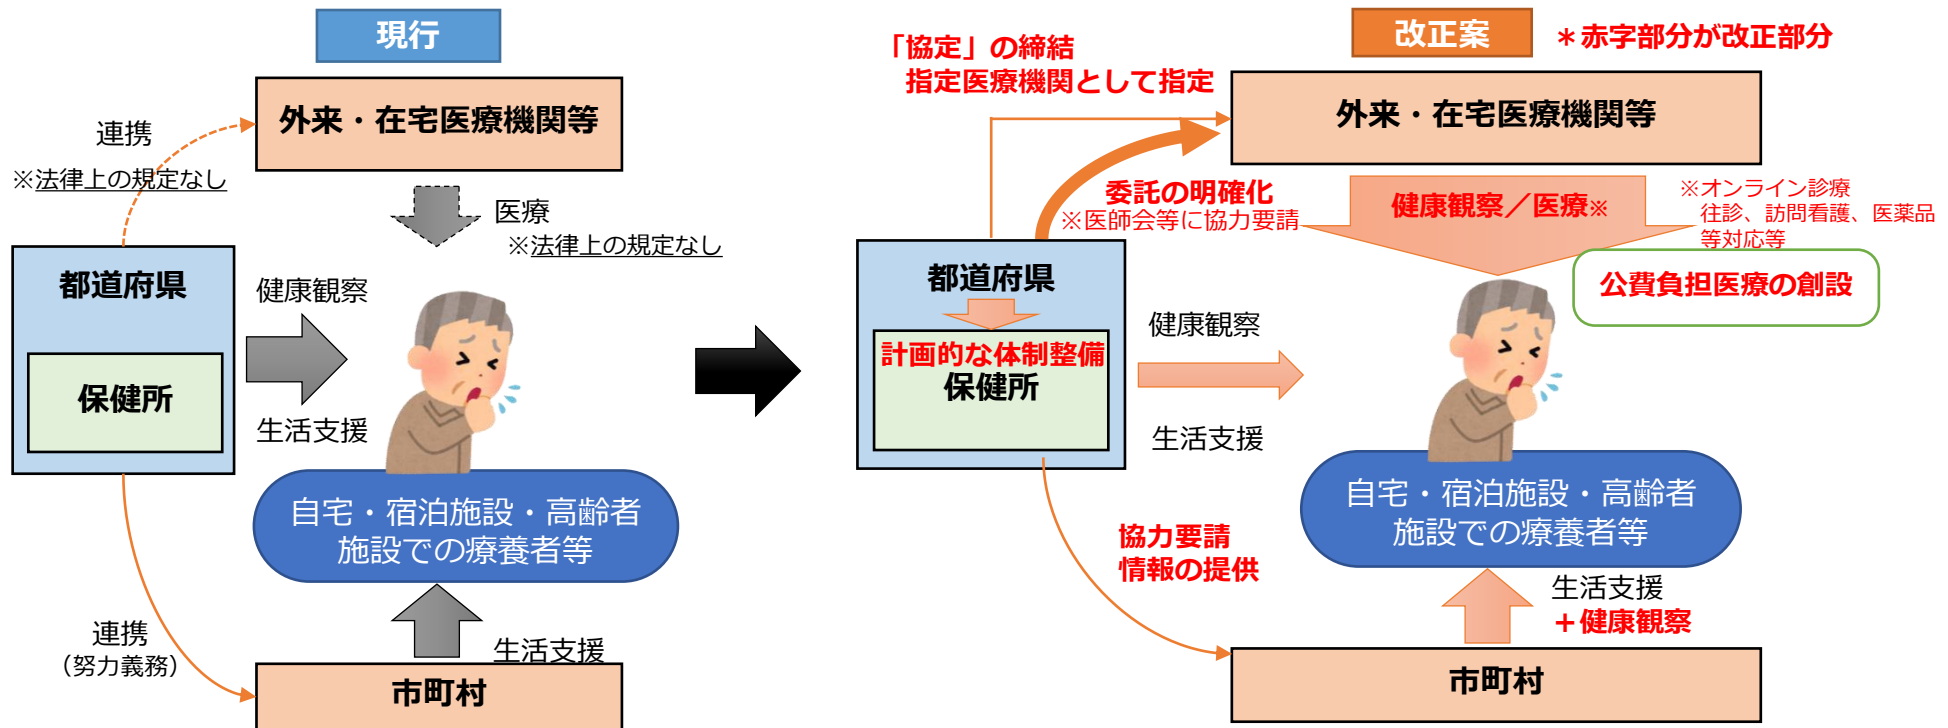 現行
外来・在宅医療機関等
連携
※法律上の規定なし
医療
※法律上の規定なし
都道府県
保健所
健康観察
生活支援
自宅・宿泊施設・高齢者
施設での療養者等
連携
（努力義務）
生活支援
市町村
改正案
＊赤字部分が改正部分
「協定」の締結
指定医療機関として指定
外来・在宅医療機関等
委託の明確化
※医師会等に協力要請
健康観察／医療※
※オンライン診療
往診、訪問看護、医薬品
等対応等
公費負担医療の創設
都道府県
計画的な体制整備
保健所
健康観察
生活支援
自宅・宿泊施設・高齢者
施設での療養者等
協力要請
情報の提供
生活支援
＋健康観察
市町村